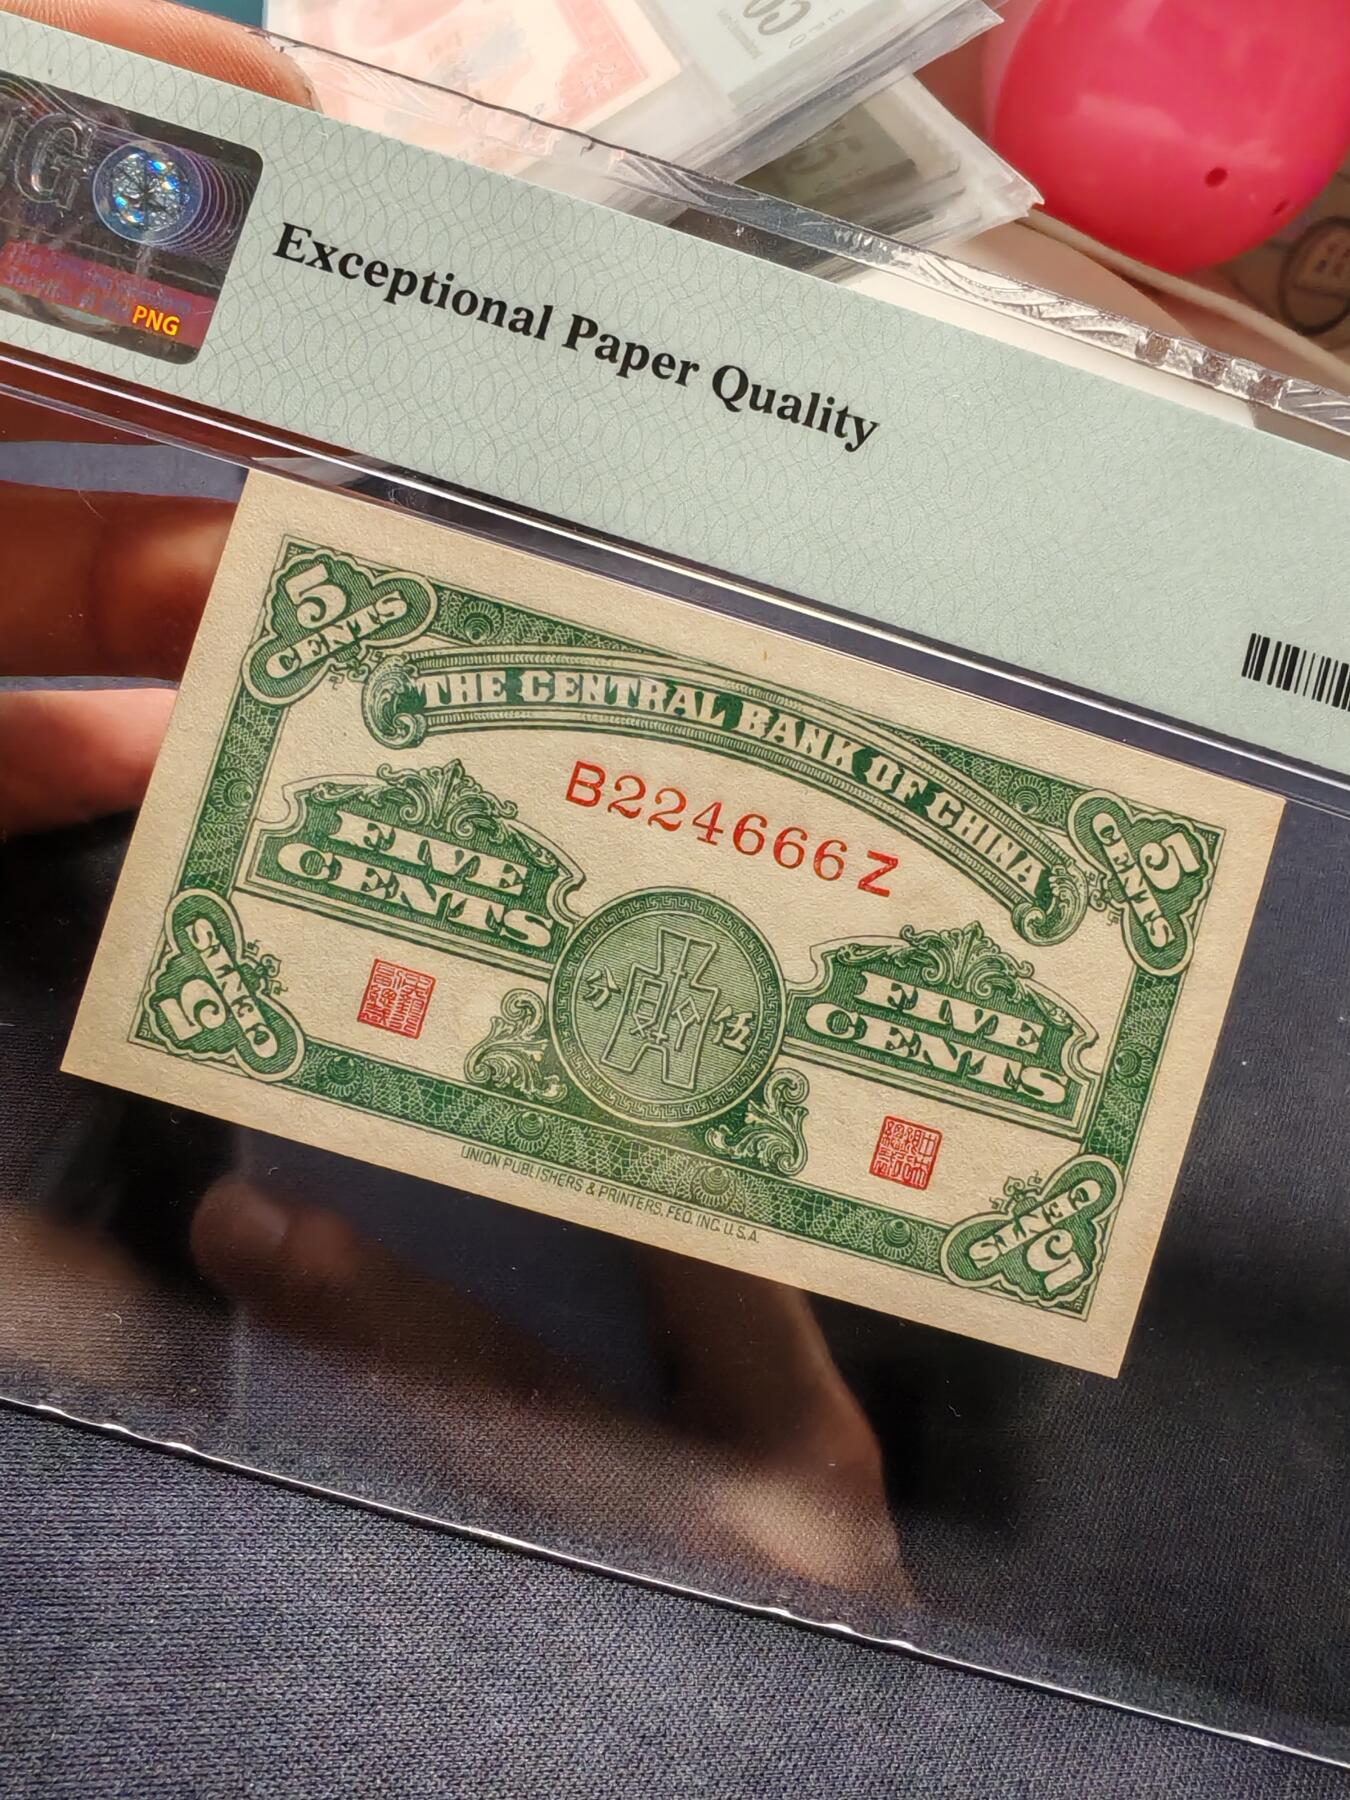 Exceptional Paper Quality
PNG
5
CENTS
THE CENTRAL BANK OF CHINA
5
CENTS
B224666Z
FIVE
CENTS
FIVE
CENTS
分
伍
5
CENTS
5
CENTS
UNION PUBLISHERS & PRINTERS, FED. INC. U.S.A.